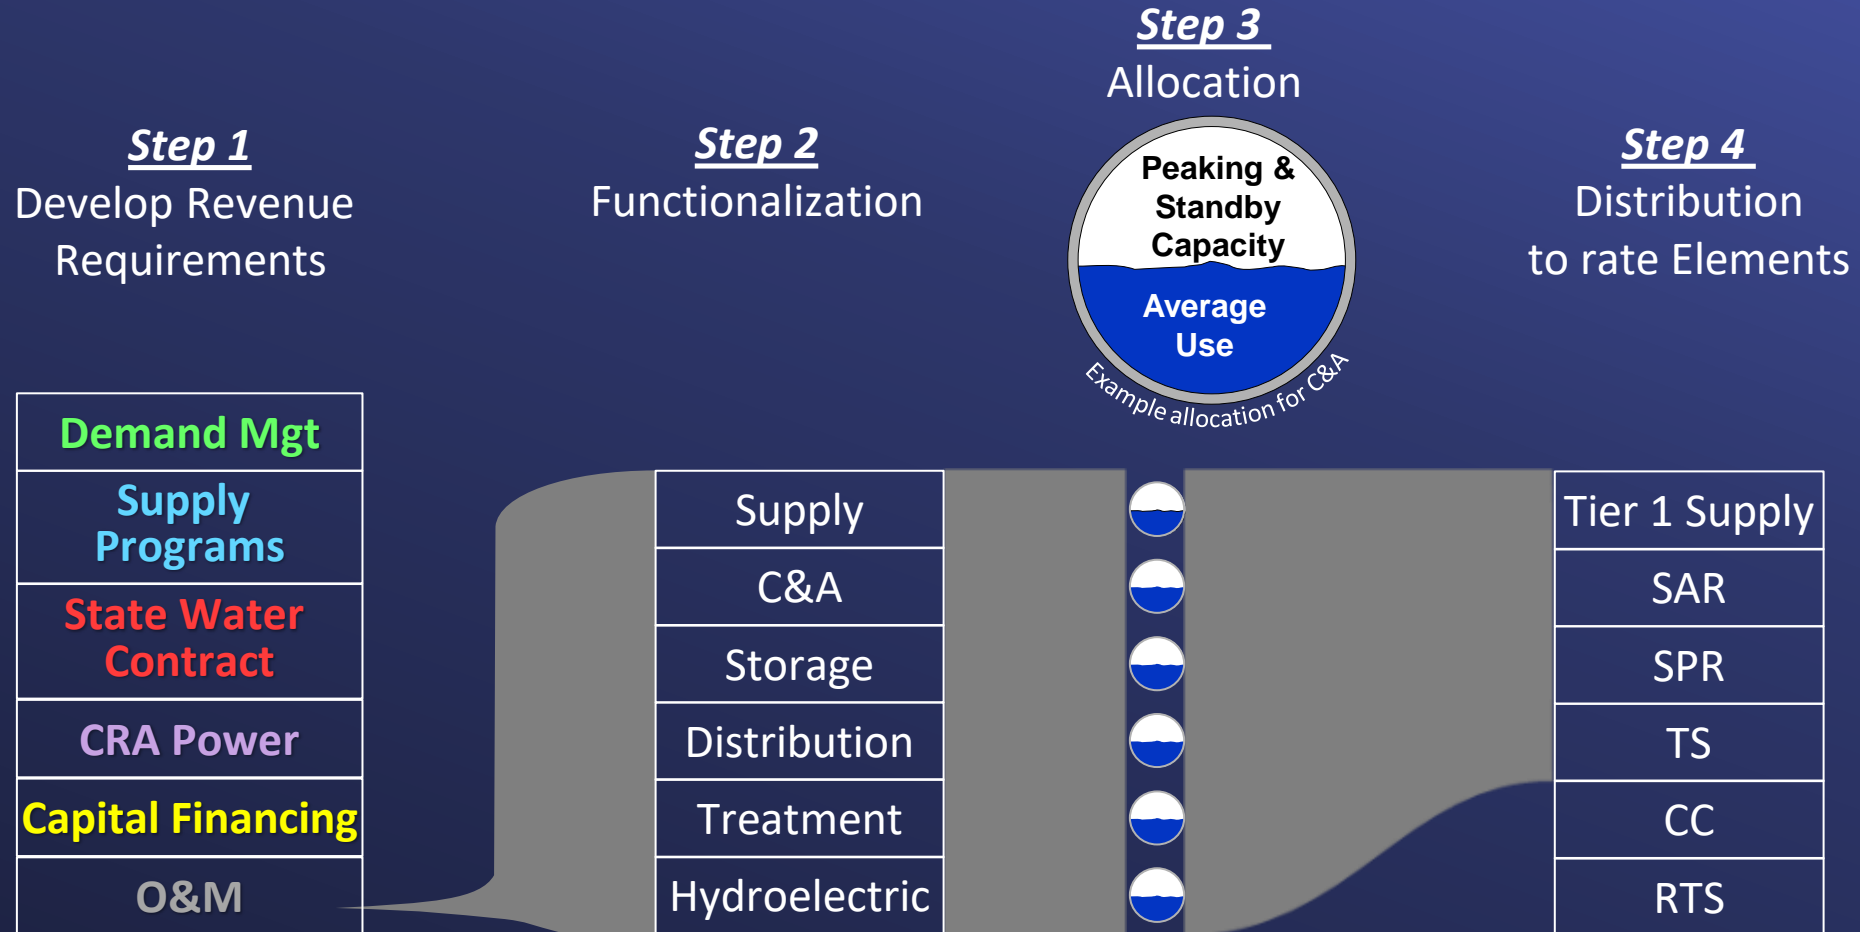 Step 1
Develop Revenue
Requirements
Step 2
Functionalization
Step 3
Allocation
Peaking &
Standby
Capacity
Average
Use
Example allocation for C&A
Step 4
Distribution
to rate Elements
Demand Mgt
Supply
Programs
State Water
Contract
CRA Power
Capital Financing
O&M
Supply
C&A
Storage
Distribution
Treatment
Hydroelectric
Tier 1 Supply
SAR
SPR
TS
CC
RTS